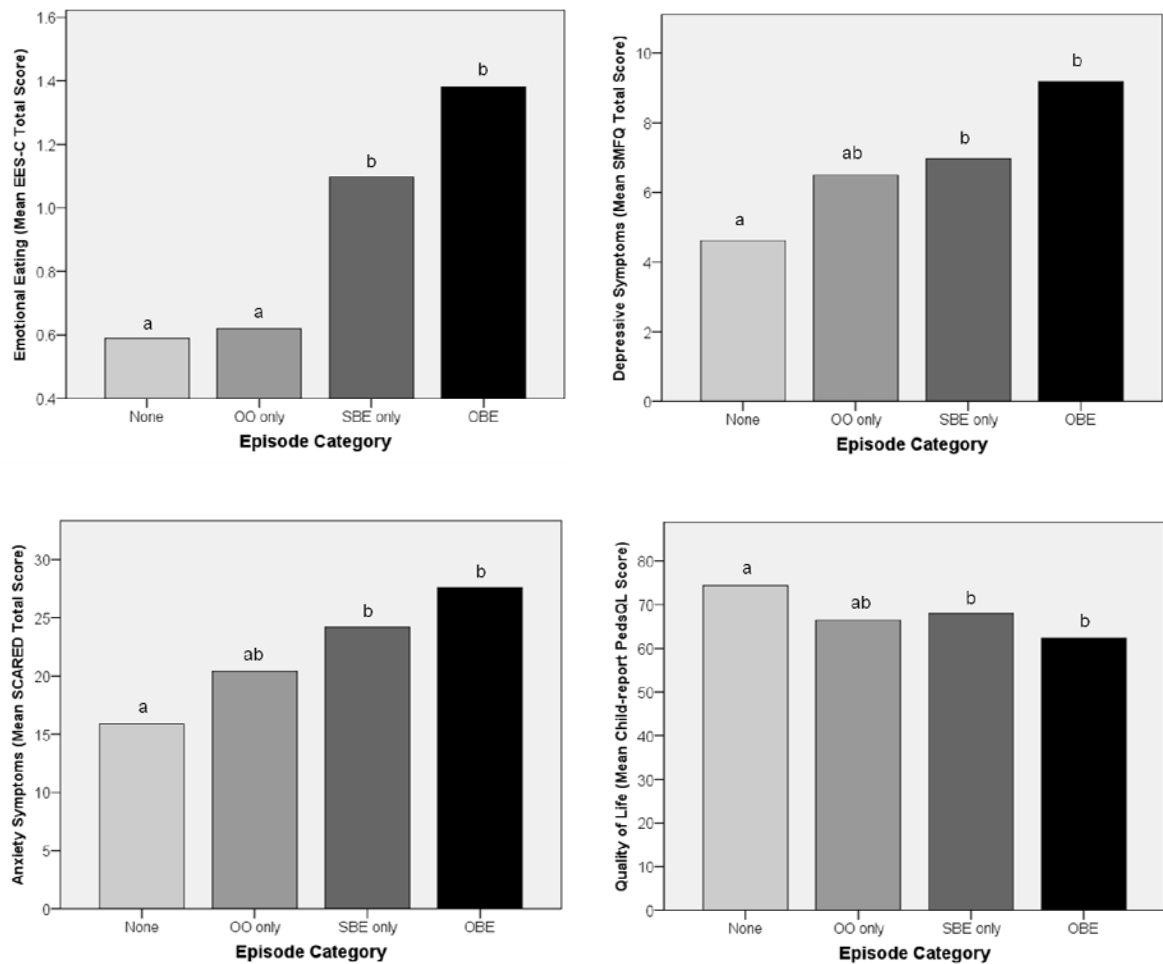 Emotional Eating (Mean EES-C Total Score)
1.6
1.4
1.2
1.0
0.8
0.6
0.4
a
a
b
b
None
OO only
SBE only
OBE
Episode Category
Depressive Symptoms (Mean SMFQ Total Score)
10
8
6
4
2
0
a
ab
b
b
None
OO only
SBE only
OBE
Episode Category
Anxiety Symptoms (Mean SCARED Total Score)
30
25
20
15
10
5
0
a
ab
b
b
None
OO only
SBE only
OBE
Episode Category
Quality of Life (Mean Child-report PedsQL Score)
80
70
60
50
40
30
20
10
0
a
ab
b
b
None
OO only
SBE only
OBE
Episode Category